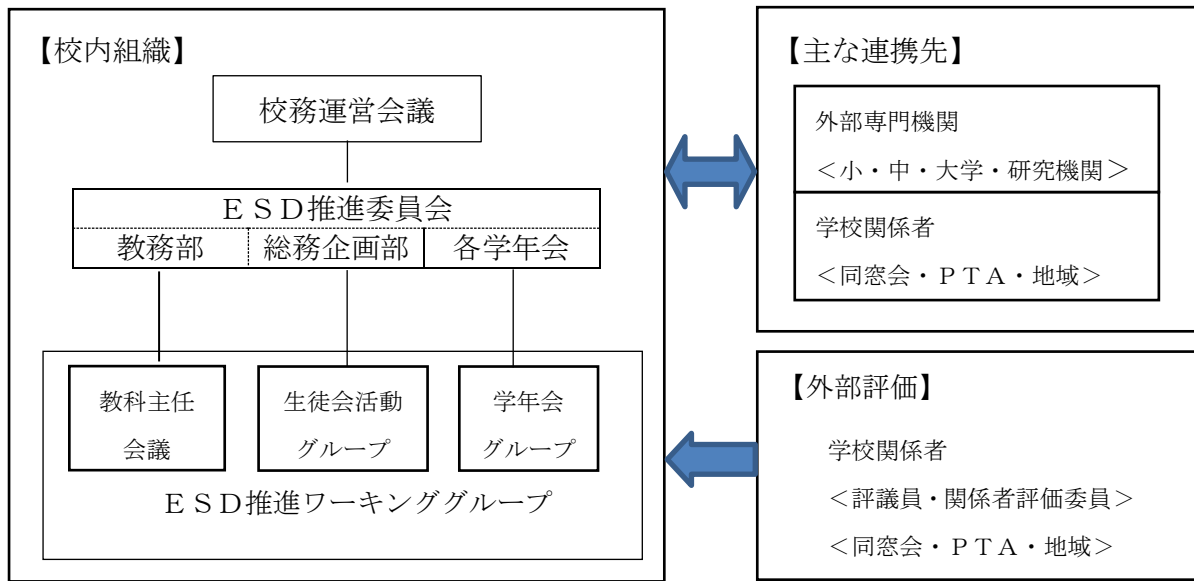 【校内組織】
校務運営会議
ＥＳＤ推進委員会
教務部
総務企画部
各学年会
教科主任
会議
生徒会活動
グループ
学年会
グループ
ＥＳＤ推進ワーキンググループ
【主な連携先】
外部専門機関
＜小・中・大学・研究機関＞
学校関係者
＜同窓会・ＰＴＡ・地域＞
【外部評価】
学校関係者
＜評議員・関係者評価委員＞
＜同窓会・ＰＴＡ・地域＞